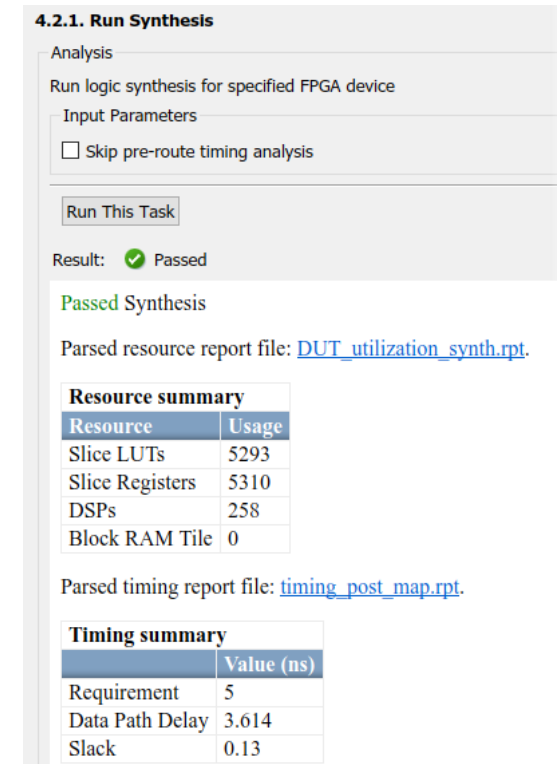 4.2.1. Run Synthesis
Analysis
Run logic synthesis for specified FPGA device
Input Parameters
Skip pre-route timing analysis
Run This Task
Result: Passed
Passed Synthesis
Parsed resource report file: DUT_utilization_synth.rpt.
Resource summary
Resource Usage
Slice LUTs 5293
Slice Registers 5310
DSPs 258
Block RAM Tile 0
Parsed timing report file: timing_post_map.rpt.
Timing summary
Value (ns)
Requirement 5
Data Path Delay 3.614
Slack 0.13